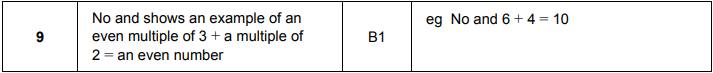 9
No and shows an example of an
even multiple of 3 + a multiple of
2 = an even number
B1
eg No and 6 + 4 = 10